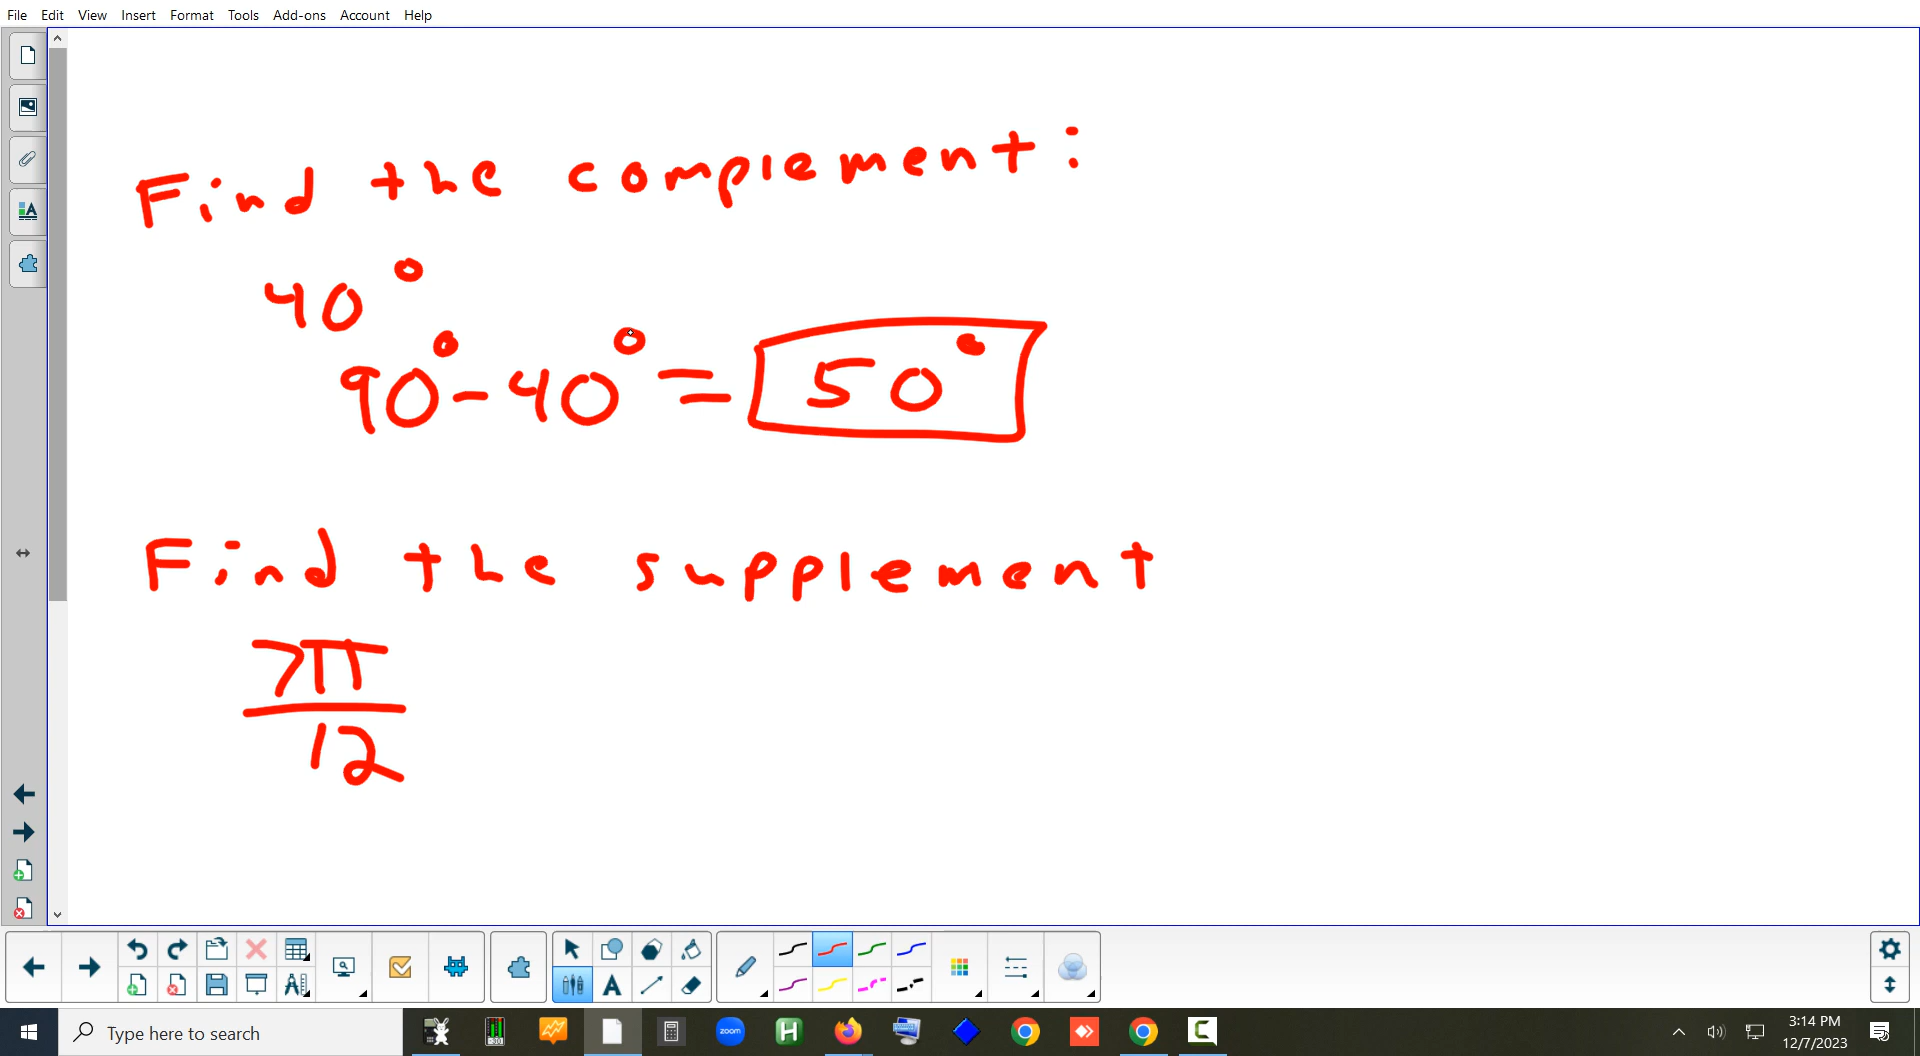 File Edit View Insert Format Tools Add-ons Account Help
Find the complement:
40°
90° - 40° = 50°
Find the supplement
7π
12
Type here to search
zoom
3:14 PM
12/7/2023